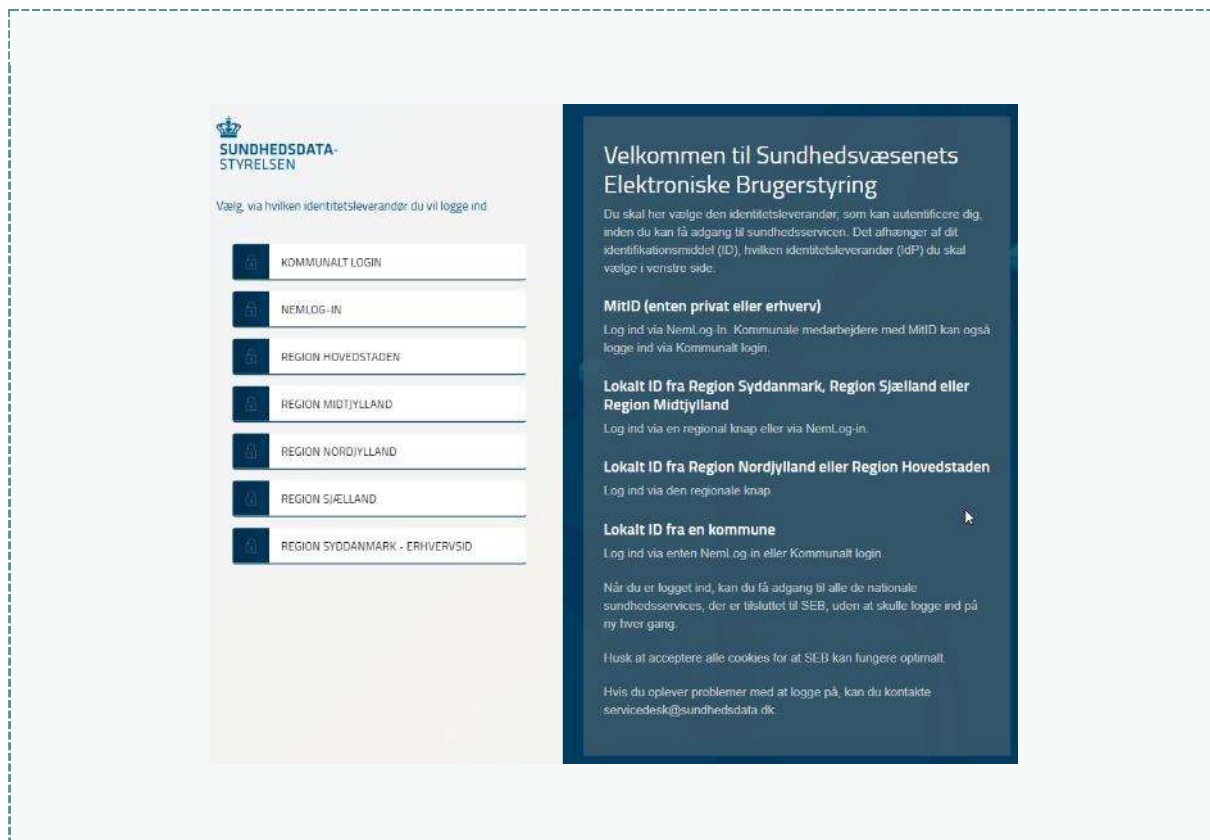 SUNDHEDSDATA-
STYRELSEN
Vælg, via hvilken identitetsleverandør du vil logge ind.
KOMMUNALT LOGIN
NEMLOG-IN
REGION HOVEDSTADEN
REGION MIDTJYLLAND
REGION NORDJYLLAND
REGION SJÆLLAND
REGION SYDDANMARK - ERHVERVSID
Velkommen til Sundhedsvæsenets
Elektroniske Brugerstyring
Du skal her vælge den identitetsleverandør, som kan autentificere dig,
inden du kan få adgang til sundhedsservicen. Det afhænger af dit
identifikationsmiddel (ID), hvilken identitetsleverandør (IdP) du skal
vælge i venstre side.
MitID (enten privat eller erhverv)
Log ind via NemLog-In. Kommunale medarbejdere med MitID kan også
logge ind via Kommunalt login.
Lokalt ID fra Region Syddanmark, Region Sjælland eller
Region Midtjylland
Log ind via en regional knap eller via NemLog-in.
Lokalt ID fra Region Nordjylland eller Region Hovedstaden
Log ind via den regionale knap.
Lokalt ID fra en kommune
Log ind via enten NemLog-in eller Kommunalt login.
Når du er logget ind, kan du få adgang til alle de nationale
sundhedsservices, der er tilsluttet til SEB, uden at skulle logge ind på
ny hver gang.
Husk at acceptere alle cookies for at SEB kan fungere optimalt.
Hvis du oplever problemer med at logge på, kan du kontakte
servicedesk@sundhedsdata.dk.